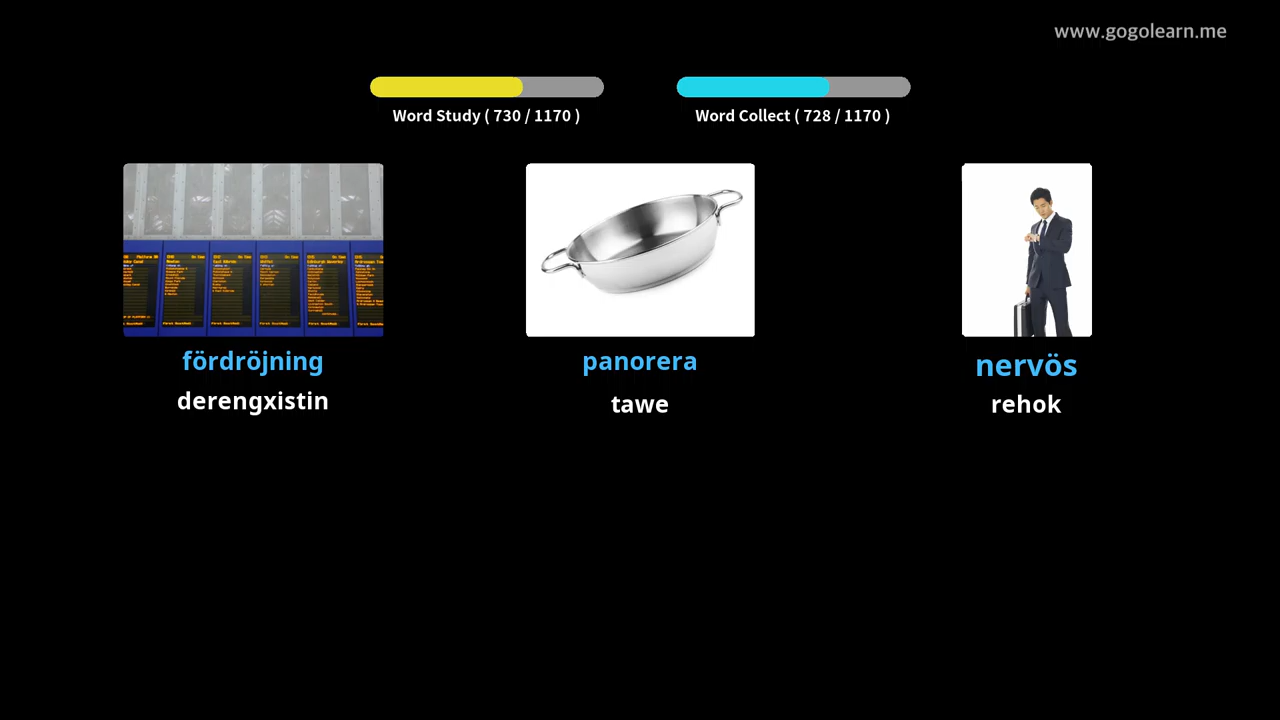 www.gogolearn.me
Word Study ( 730 / 1170 )
Word Collect ( 728 / 1170 )
fördröjning
panorera
nervös
derengxistin
tawe
rehok